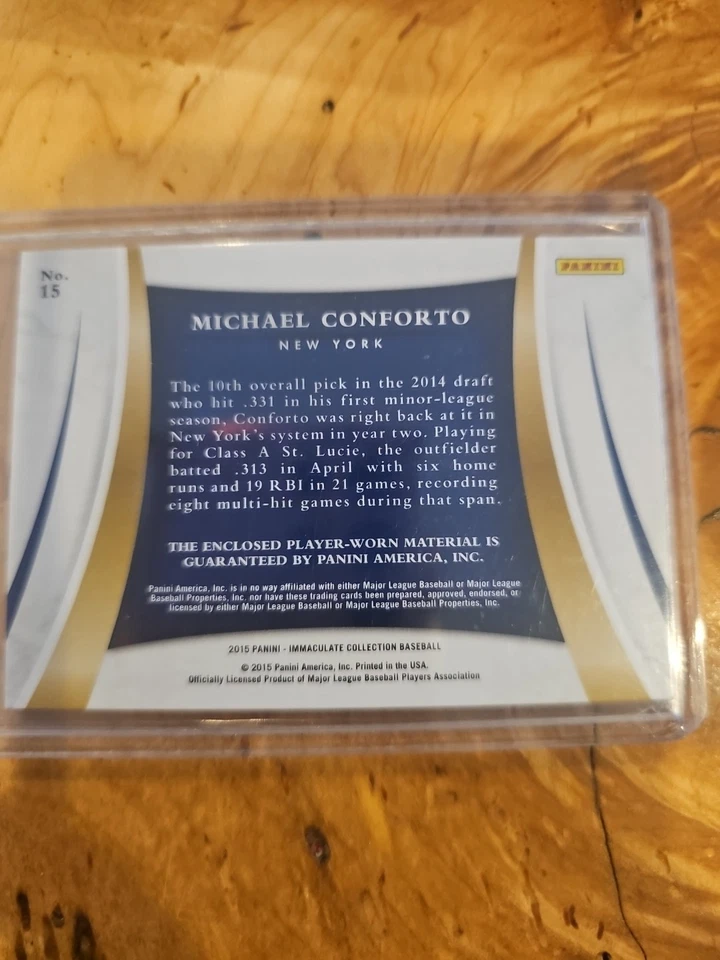 No.
15
PANINI
MICHAEL CONFORTO
NEW YORK
The 10th overall pick in the 2014 draft
who hit .331 in his first minor-league
season, Conforto was right back at it in
New York's system in year two. Playing
for Class A St. Lucie, the outfielder
batted .313 in April with six home
runs and 19 RBI in 21 games, recording
eight multi-hit games during that span.
THE ENCLOSED PLAYER-WORN MATERIAL IS
GUARANTEED BY PANINI AMERICA, INC.
Panini America, Inc. is in no way affiliated with either Major League Baseball or Major League
Baseball Properties, Inc. nor have these trading cards been prepared, approved, endorsed, or
licensed by either Major League Baseball or Major League Baseball Properties, Inc.
2015 PANINI - IMMACULATE COLLECTION BASEBALL
© 2015 Panini America, Inc. Printed in the USA.
Officially Licensed Product of Major League Baseball Players Association